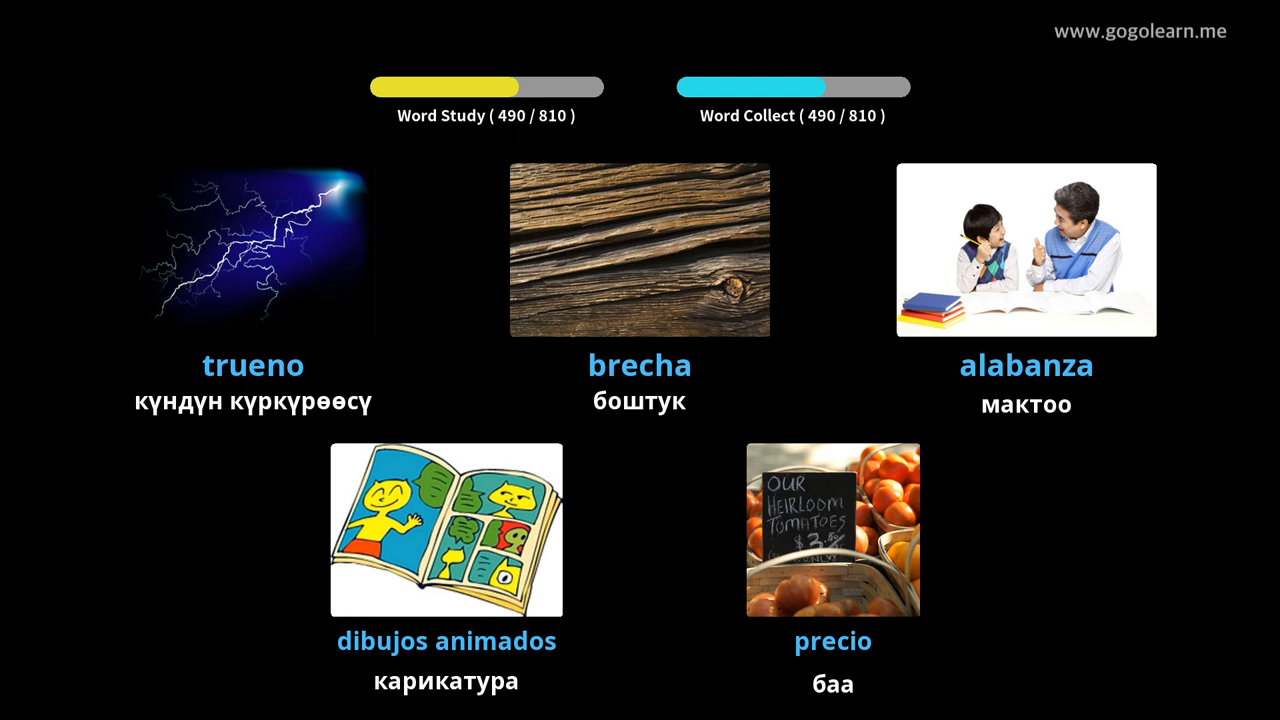 www.gogolearn.me
Word Study ( 490 / 810 )
Word Collect ( 490 / 810 )
trueno
күндүн күркүрөөсү
brecha
боштук
alabanza
мактоо
OUR
HEIRLOOM
TOMATOES
dibujos animados
карикатура
precio
баа